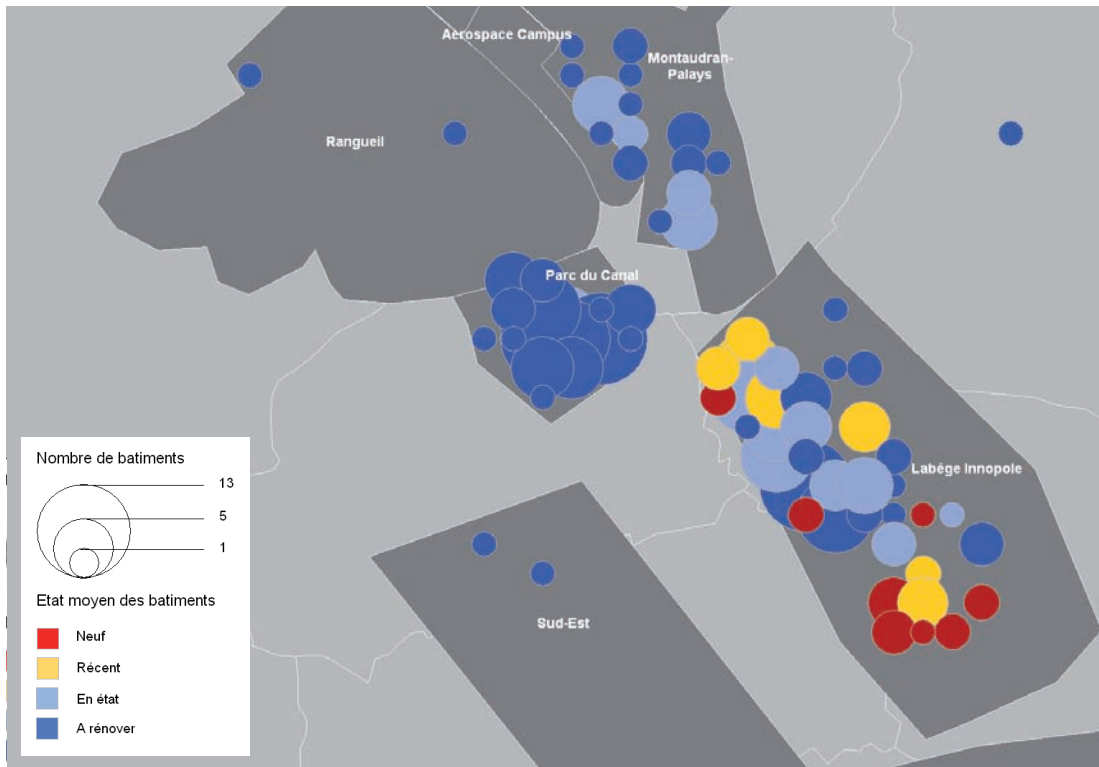 Aerospace Campus
Montaudran-
Palays
Rangueil
Parc du Canal
Labège Innopole
Sud-Est
Nombre de batiments
13
5
1
Etat moyen des batiments
Neuf
Récent
En état
A rénover